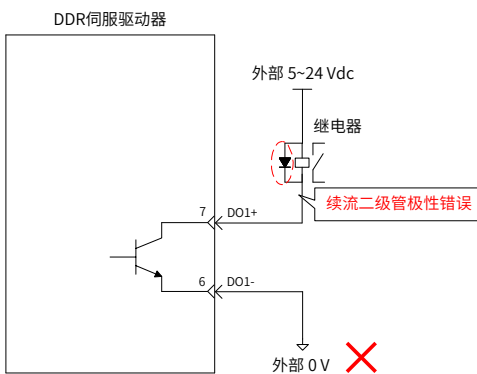 DDR伺服驱动器
外部 5~24 Vdc
继电器
续流二级管极性错误
7 DO1+
6 DO1-
外部 0 V